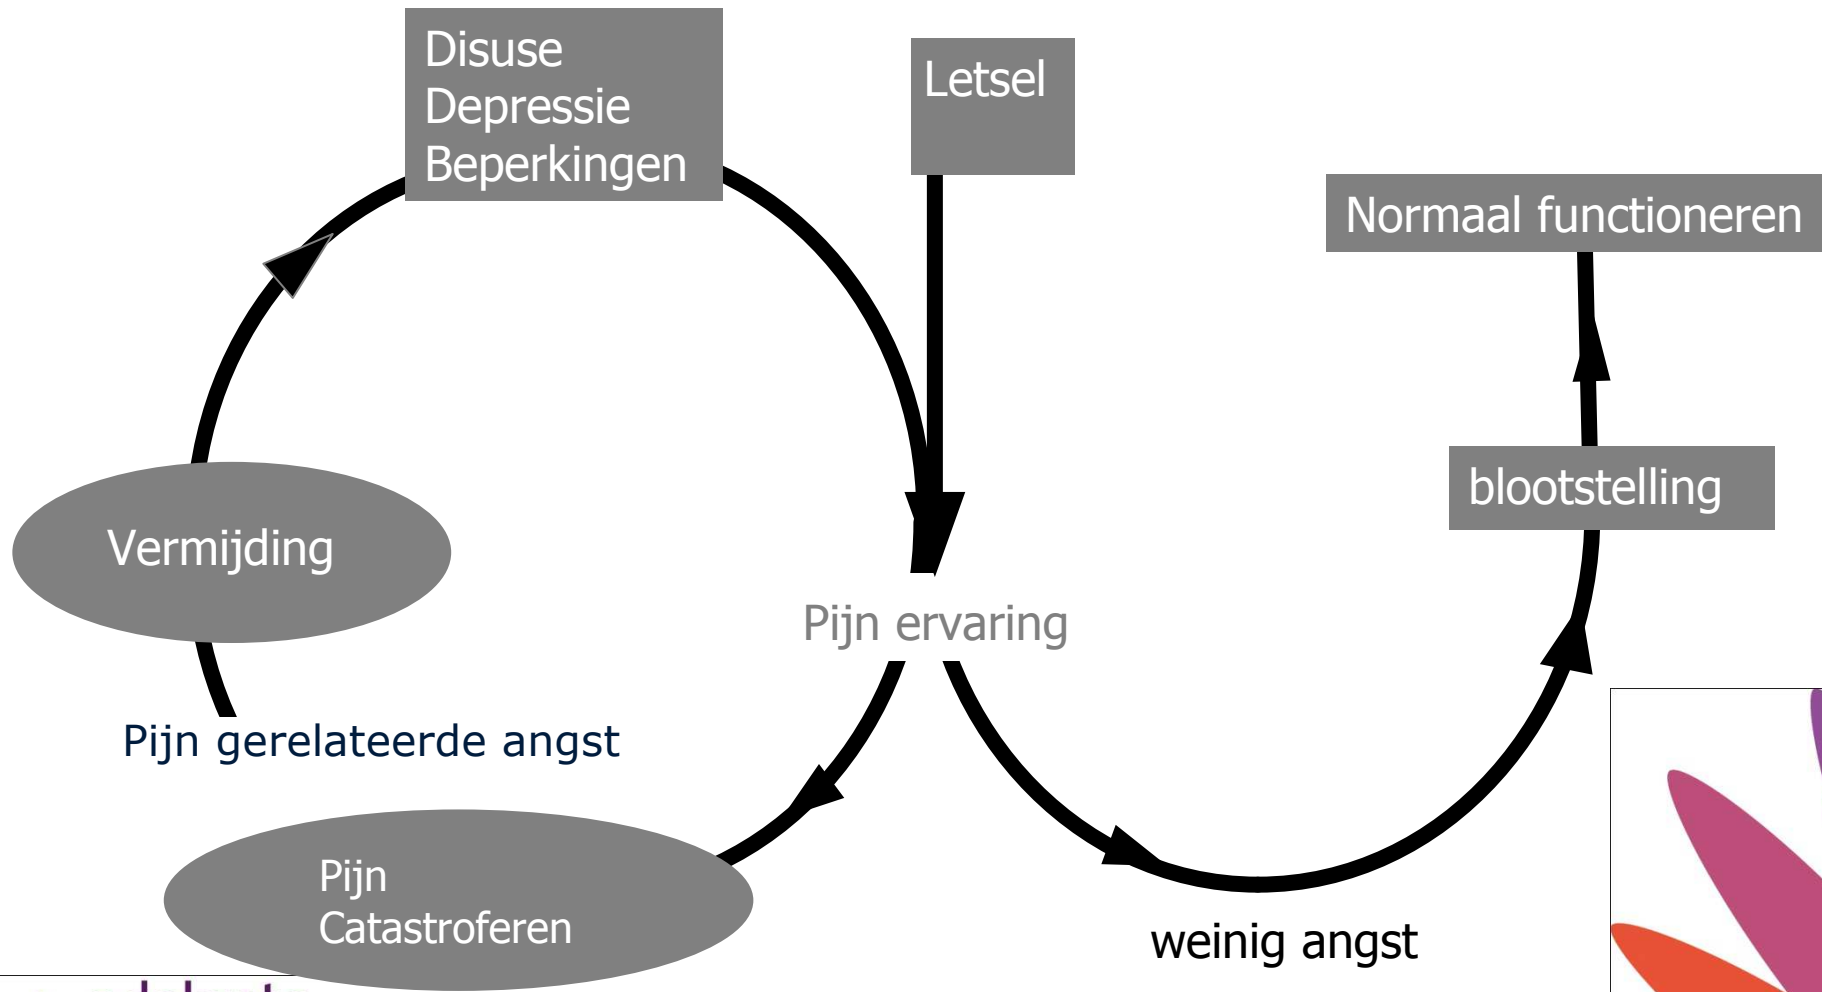 Disuse
Depressie
Beperkingen
Letsel
Normaal functioneren
blootstelling
Vermijding
Pijn ervaring
Pijn gerelateerde angst
Pijn
Catastroferen
weinig angst